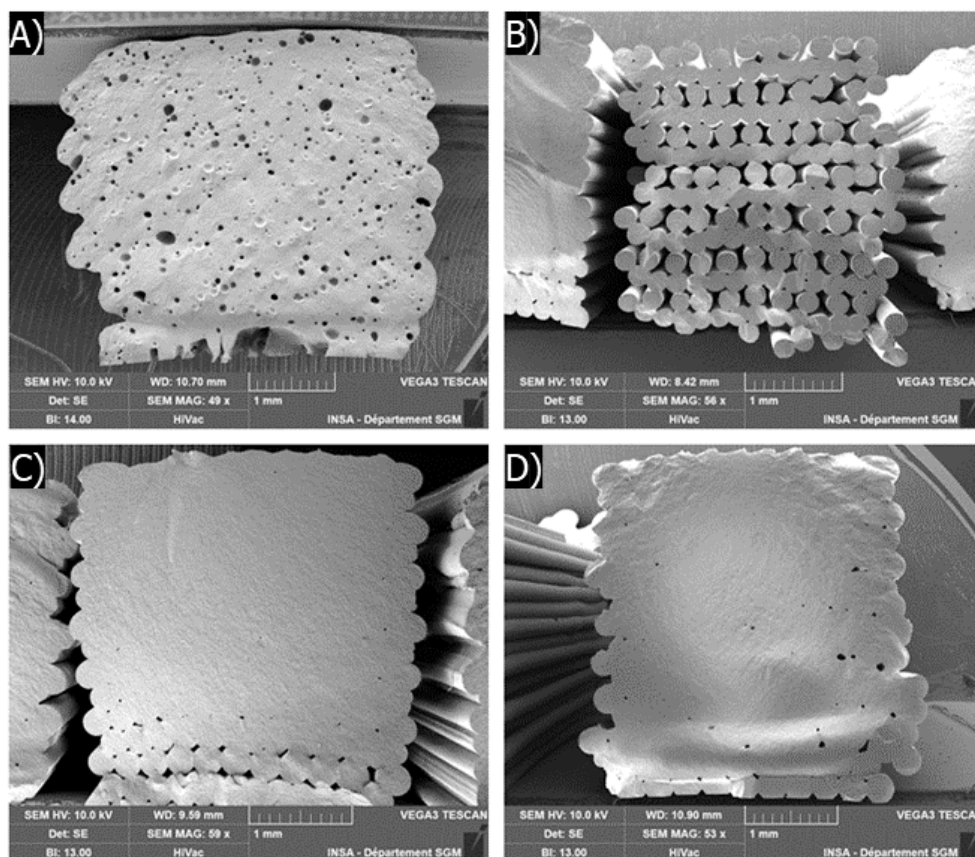 A)
SEM HV: 10.0 kV WD: 10.70 mm VEGA3 TESCAN
Det: SE SEM MAG: 49 x 1 mm
BI: 14.00 HiVac INSA - Département SGM
B)
SEM HV: 10.0 kV WD: 8.42 mm VEGA3 TESCAN
Det: SE SEM MAG: 56 x 1 mm
BI: 13.00 HiVac INSA - Département SGM
C)
SEM HV: 10.0 kV WD: 9.59 mm VEGA3 TESCAN
Det: SE SEM MAG: 59 x 1 mm
BI: 13.00 HiVac INSA - Département SGM
D)
SEM HV: 10.0 kV WD: 10.90 mm VEGA3 TESCAN
Det: SE SEM MAG: 53 x 1 mm
BI: 13.00 HiVac INSA - Département SGM